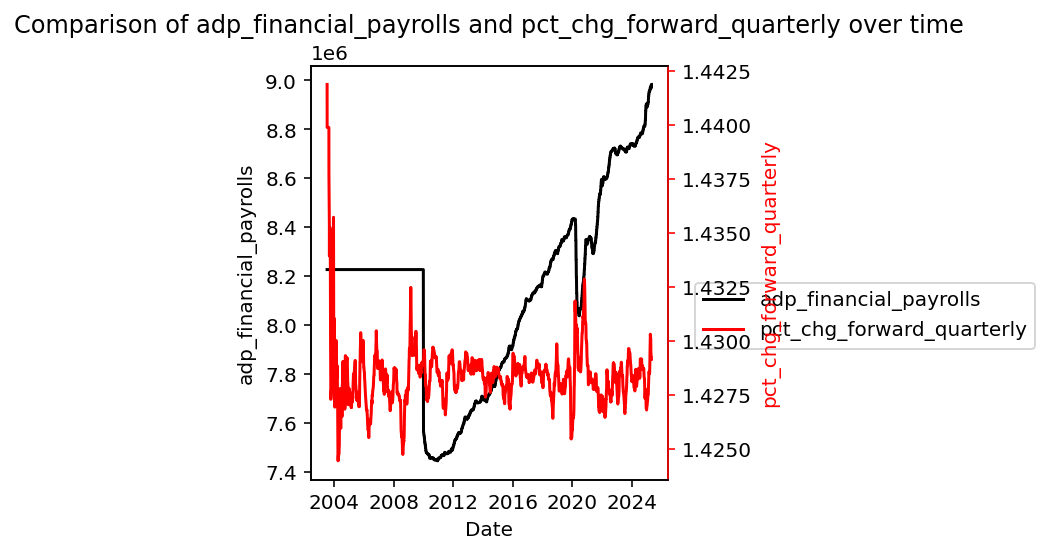 Comparison of adp_financial_payrolls and pct_chg_forward_quarterly over time
1e6
9.0
8.8
8.6
8.4
8.2
8.0
7.8
7.6
7.4
adp_financial_payrolls
1.4425
1.4400
1.4375
1.4350
1.4325
1.4300
1.4275
1.4250
pct_chg_forward_quarterly
adp_financial_payrolls
pct_chg_forward_quarterly
2004 2008 2012 2016 2020 2024
Date